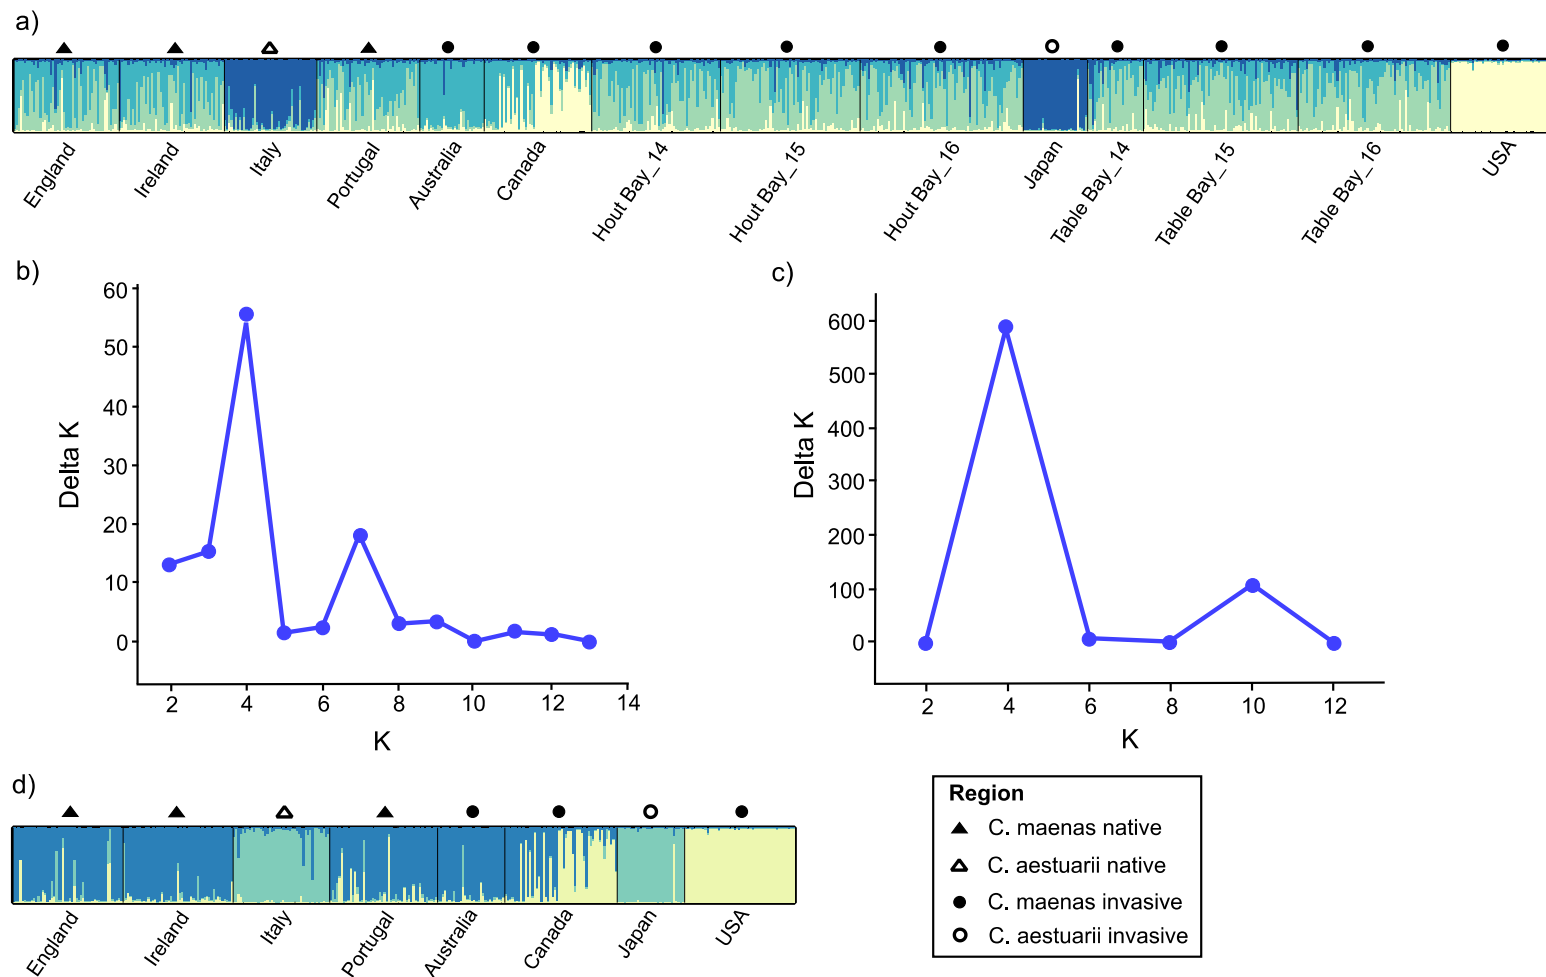 a)
England
Ireland
Italy
Portugal
Australia
Canada
Hout Bay_14
Hout Bay_15
Hout Bay_16
Japan
Table Bay_14
Table Bay_15
Table Bay_16
USA
b)
60
50
40
30
20
10
0
Delta K
2 4 6 8 10 12 14
K
c)
600
500
400
300
200
100
0
Delta K
2 4 6 8 10 12
K
d)
England
Ireland
Italy
Portugal
Australia
Canada
Japan
USA
Region
C. maenas native
C. aestuarii native
C. maenas invasive
C. aestuarii invasive